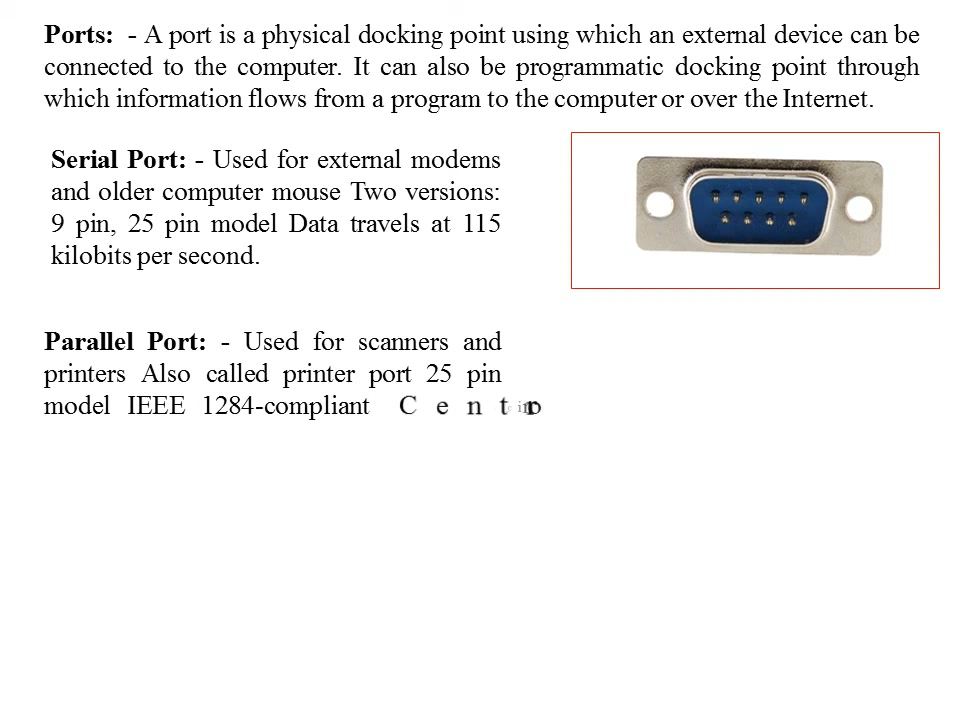 Ports: - A port is a physical docking point using which an external device can be
connected to the computer. It can also be programmatic docking point through
which information flows from a program to the computer or over the Internet.
Serial Port: - Used for external modems
and older computer mouse Two versions:
9 pin, 25 pin model Data travels at 115
kilobits per second.
Parallel Port: - Used for scanners and
printers Also called printer port 25 pin
model IEEE 1284-compliant